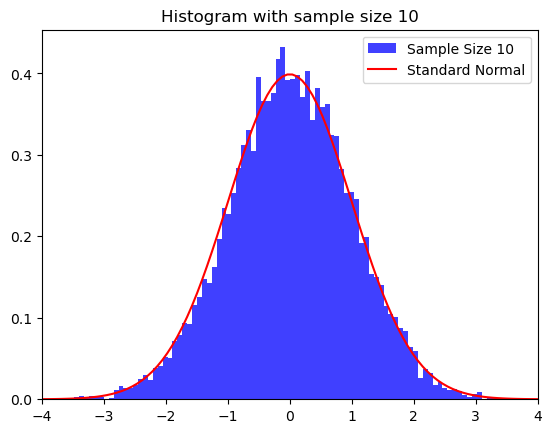 Histogram with sample size 10
Sample Size 10
Standard Normal
0.4
0.3
0.2
0.1
0.0
−4 −3 −2 −1 0 1 2 3 4